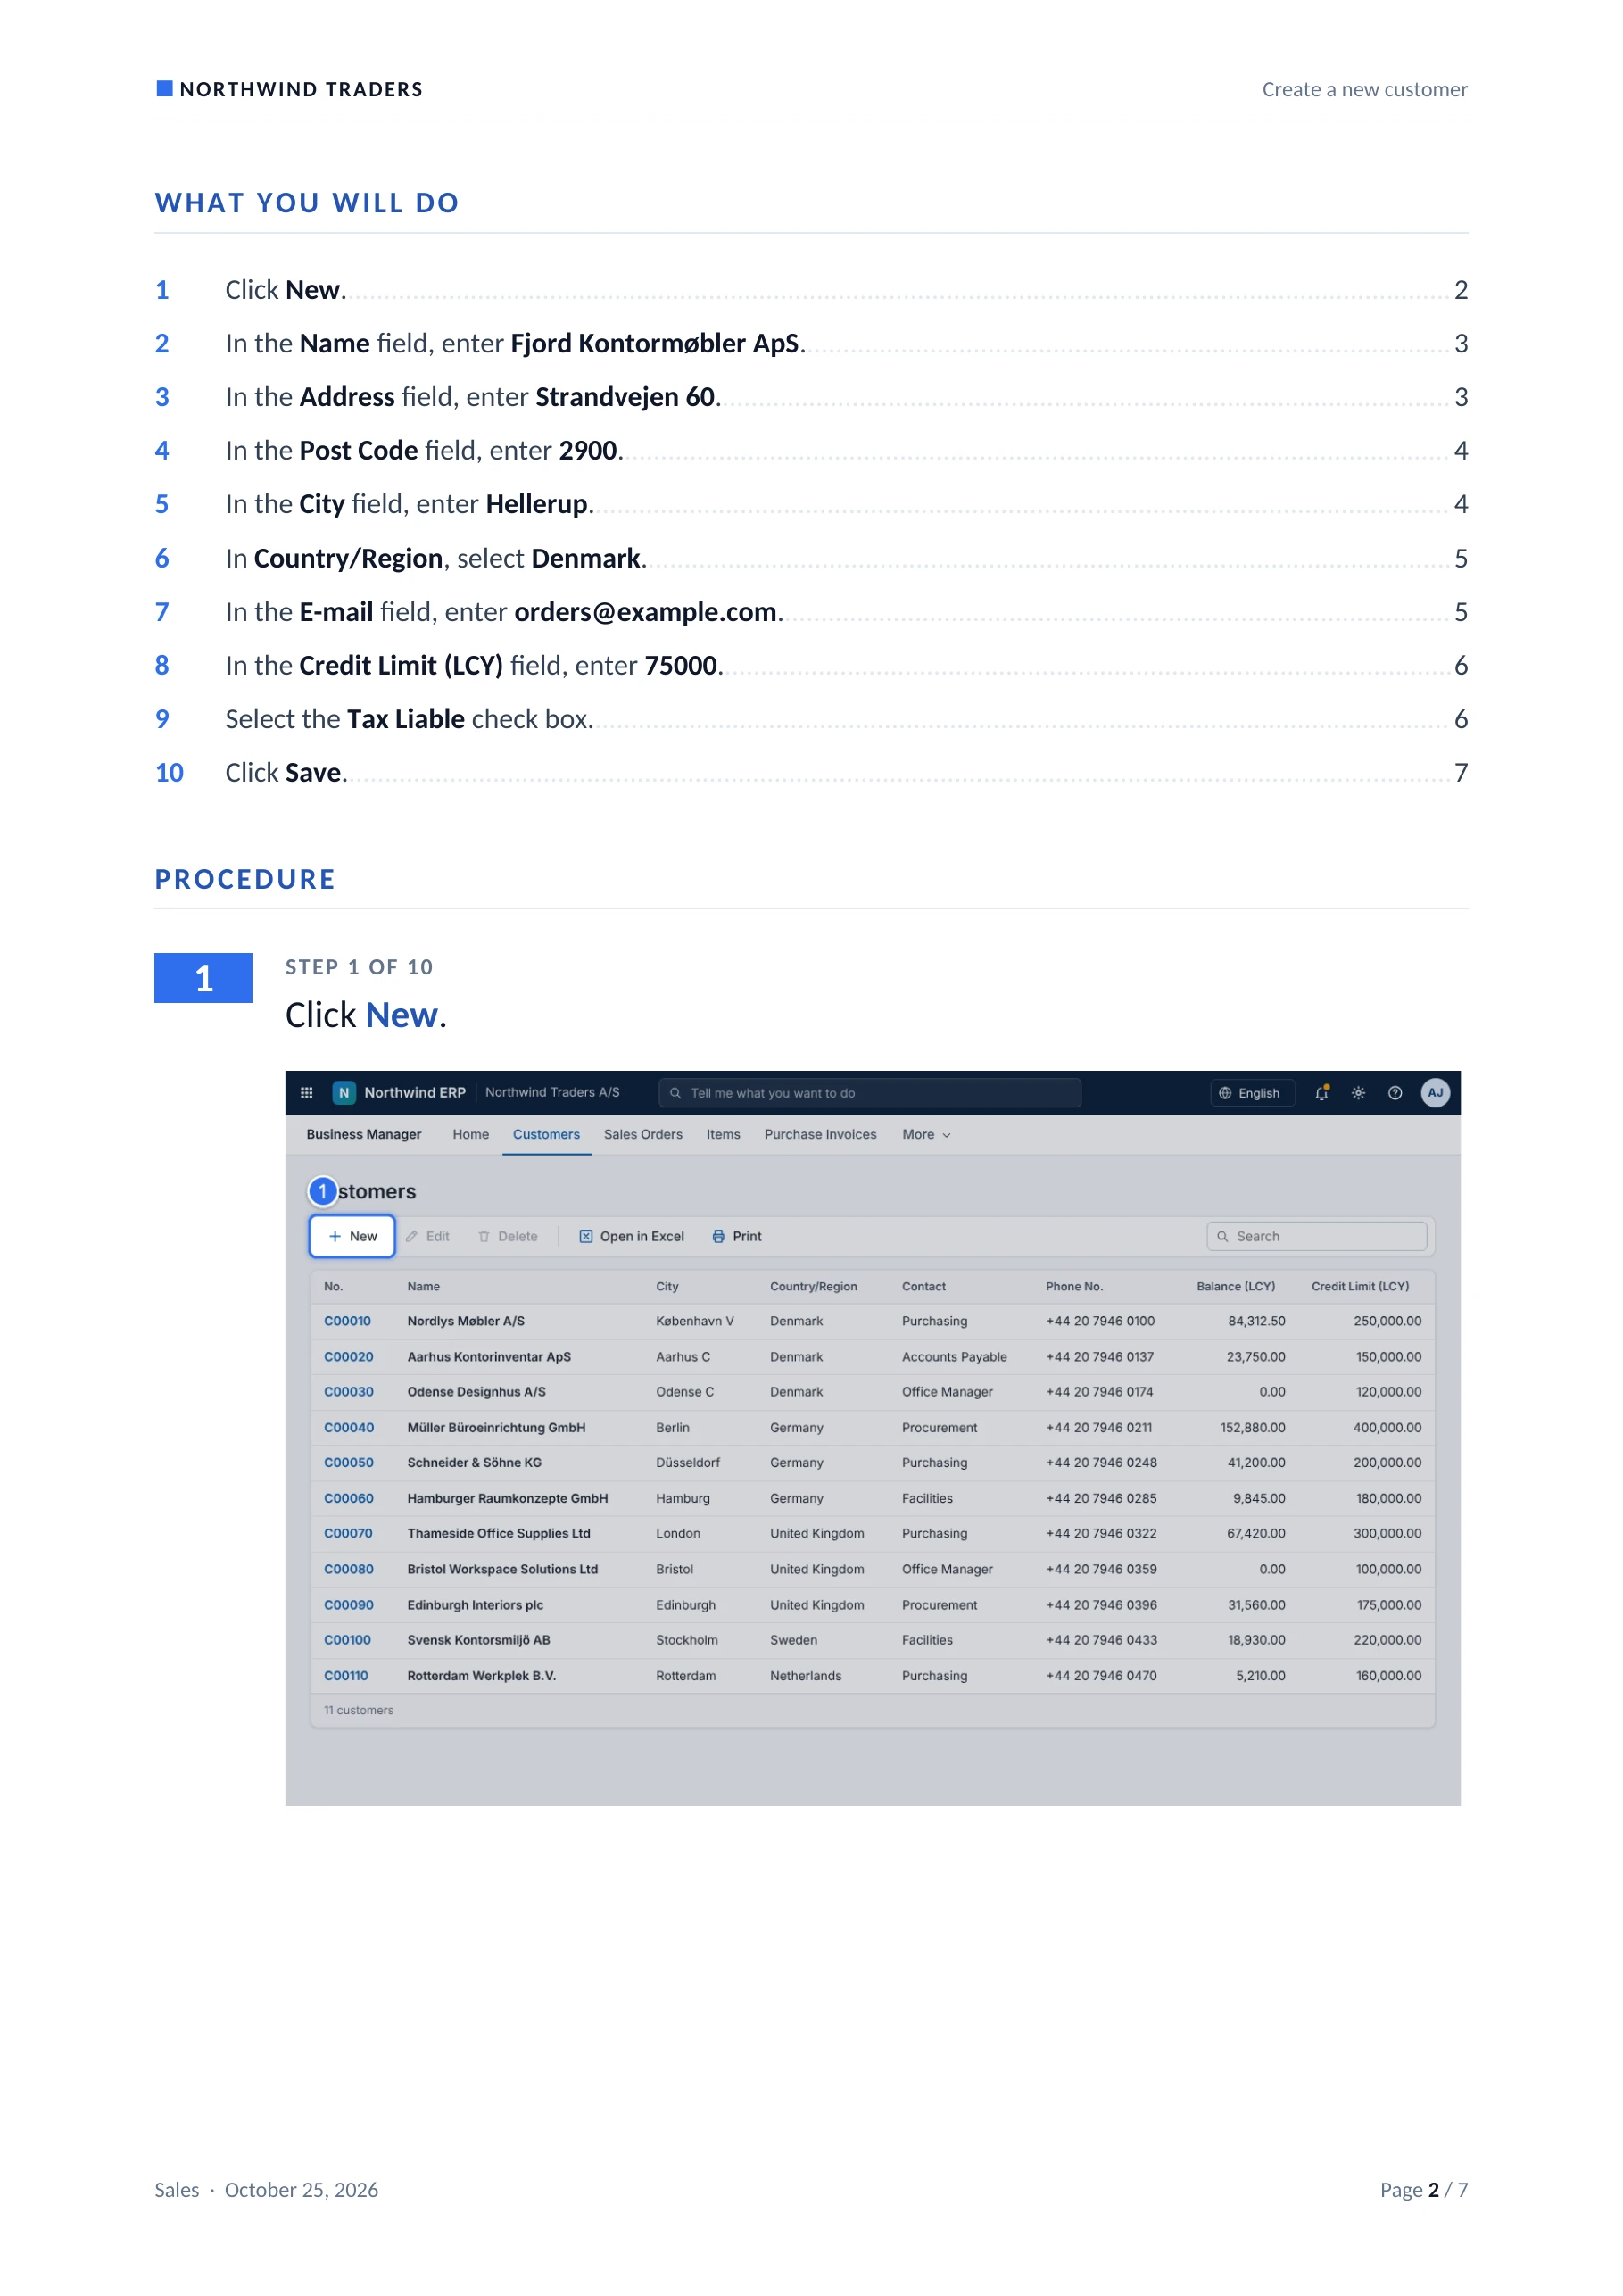 NORTHWIND TRADERS
Create a new customer
WHAT YOU WILL DO
1 Click New. 2
2 In the Name field, enter Fjord Kontormøbler ApS. 3
3 In the Address field, enter Strandvejen 60. 3
4 In the Post Code field, enter 2900. 4
5 In the City field, enter Hellerup. 4
6 In Country/Region, select Denmark. 5
7 In the E-mail field, enter orders@example.com. 5
8 In the Credit Limit (LCY) field, enter 75000. 6
9 Select the Tax Liable check box. 6
10 Click Save. 7
PROCEDURE
1 STEP 1 OF 10
Click New.
N Northwind ERP Northwind Traders A/S Tell me what you want to do English AJ
Business Manager Home Customers Sales Orders Items Purchase Invoices More
1 stomers
New Edit Delete Open in Excel Print Search
No. Name City Country/Region Contact Phone No. Balance (LCY) Credit Limit (LCY)
C00010 Nordlys Møbler A/S København V Denmark Purchasing +44 20 7946 0100 84,312.50 250,000.00
C00020 Aarhus Kontorinventar ApS Aarhus C Denmark Accounts Payable +44 20 7946 0137 23,750.00 150,000.00
C00030 Odense Designhus A/S Odense C Denmark Office Manager +44 20 7946 0174 0.00 120,000.00
C00040 Müller Büroeinrichtung GmbH Berlin Germany Procurement +44 20 7946 0211 152,880.00 400,000.00
C00050 Schneider & Söhne KG Düsseldorf Germany Purchasing +44 20 7946 0248 41,200.00 200,000.00
C00060 Hamburger Raumkonzepte GmbH Hamburg Germany Facilities +44 20 7946 0285 9,845.00 180,000.00
C00070 Thameside Office Supplies Ltd London United Kingdom Purchasing +44 20 7946 0322 67,420.00 300,000.00
C00080 Bristol Workspace Solutions Ltd Bristol United Kingdom Office Manager +44 20 7946 0359 0.00 100,000.00
C00090 Edinburgh Interiors plc Edinburgh United Kingdom Procurement +44 20 7946 0396 31,560.00 175,000.00
C00100 Svensk Kontorsmiljö AB Stockholm Sweden Facilities +44 20 7946 0433 18,930.00 220,000.00
C00110 Rotterdam Werkplek B.V. Rotterdam Netherlands Purchasing +44 20 7946 0470 5,210.00 160,000.00
11 customers
Sales · October 25, 2026
Page 2 / 7